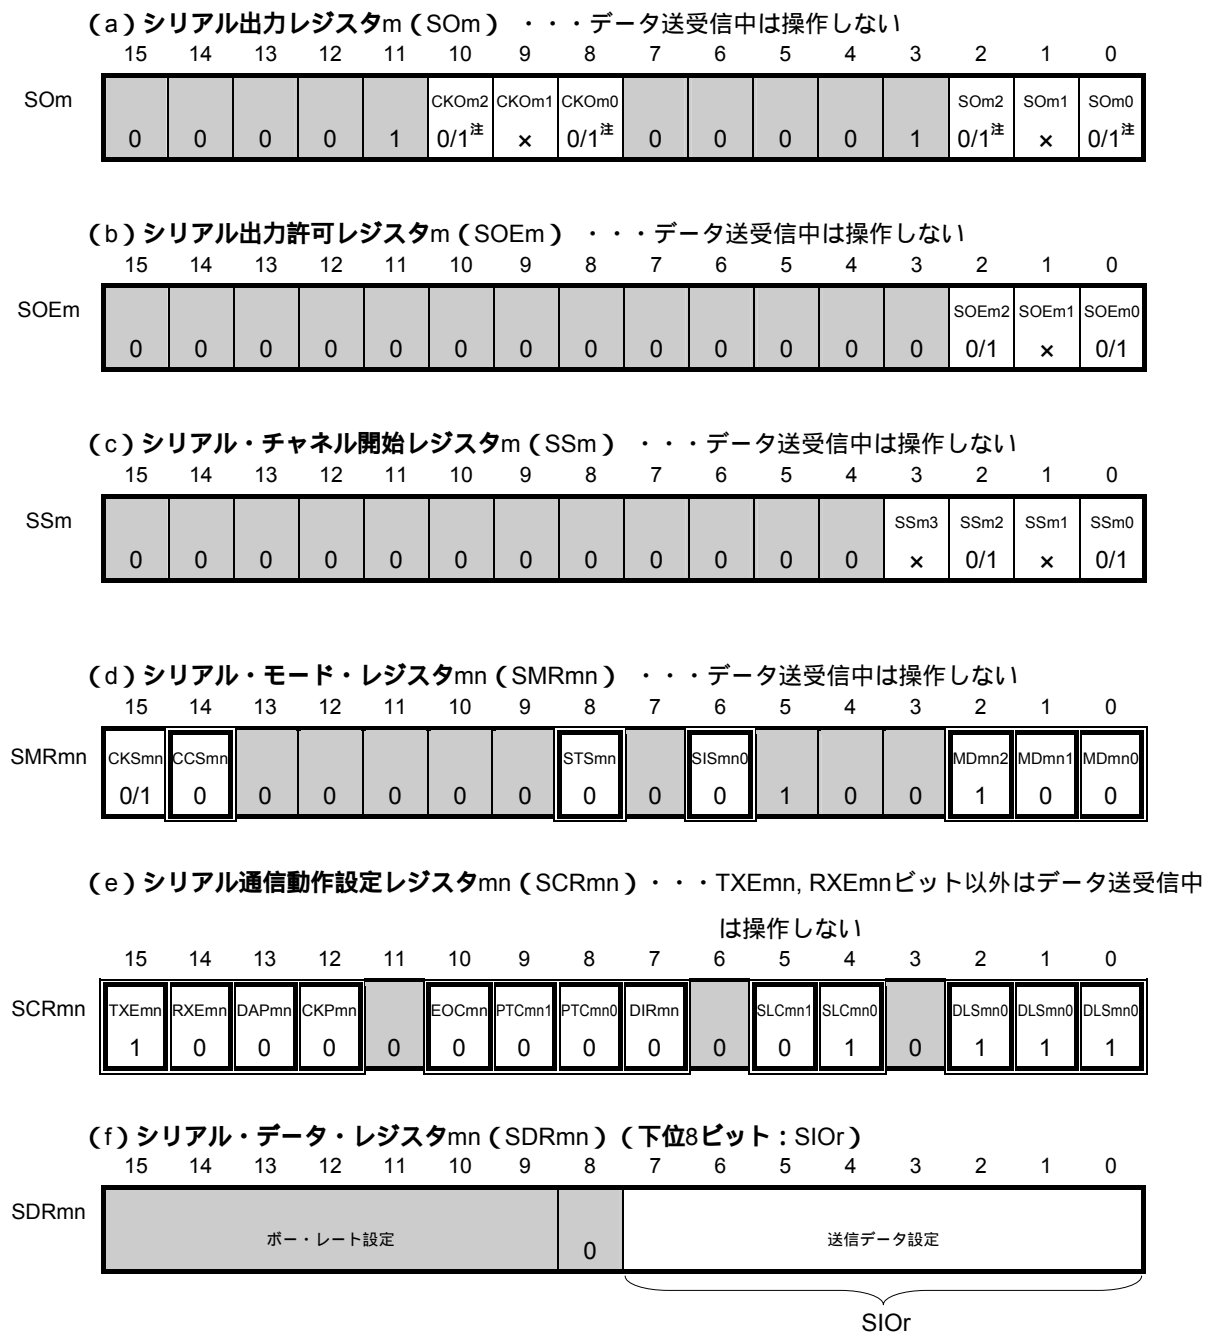 （a）シリアル出力レジスタm（SOm） ・・・データ送受信中は操作しない
15 14 13 12 11 10 9 8 7 6 5 4 3 2 1 0
SOm
CKOm2 CKOm1 CKOm0 SOm2 SOm1 SOm0
0 0 0 0 1 0/1注 × 0/1注 0 0 0 0 1 0/1注 × 0/1注
（b）シリアル出力許可レジスタm（SOEm） ・・・データ送受信中は操作しない
15 14 13 12 11 10 9 8 7 6 5 4 3 2 1 0
SOEm
SOEm2 SOEm1 SOEm0
0 0 0 0 0 0 0 0 0 0 0 0 0 0/1 × 0/1
（c）シリアル・チャネル開始レジスタm（SSm） ・・・データ送受信中は操作しない
15 14 13 12 11 10 9 8 7 6 5 4 3 2 1 0
SSm
SSm3 SSm2 SSm1 SSm0
0 0 0 0 0 0 0 0 0 0 0 0 × 0/1 × 0/1
（d）シリアル・モード・レジスタmn（SMRmn） ・・・データ送受信中は操作しない
15 14 13 12 11 10 9 8 7 6 5 4 3 2 1 0
SMRmn
CKSmn CCSmn STSmn SISmn0 MDmn2 MDmn1 MDmn0
0/1 0 0 0 0 0 0 0 0 0 1 0 0 1 0 0
（e）シリアル通信動作設定レジスタmn（SCRmn）・・・TXEmn, RXEmnビット以外はデータ送受信中
は操作しない
15 14 13 12 11 10 9 8 7 6 5 4 3 2 1 0
SCRmn
TXEmn RXEmn DAPmn CKPmn EOCmn PTCmn1 PTCmn0 DIRmn SLCmn1 SLCmn0 DLSmn0 DLSmn0 DLSmn0
1 0 0 0 0 0 0 0 0 0 0 1 0 1 1 1
（f）シリアル・データ・レジスタmn（SDRmn）（下位8ビット：SIOr）
15 14 13 12 11 10 9 8 7 6 5 4 3 2 1 0
SDRmn
ボー・レート設定 0 送信データ設定
SIOr